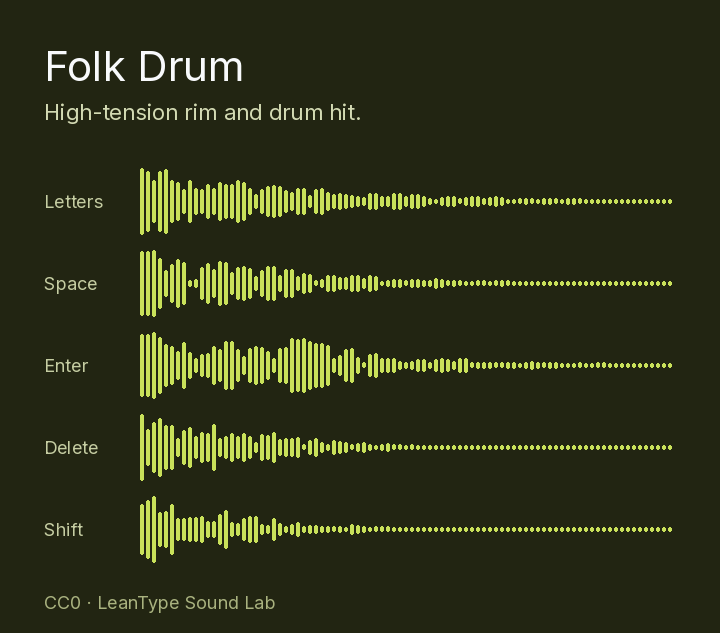 Folk Drum
High-tension rim and drum hit.
Letters
Space
Enter
Delete
Shift
CC0 · LeanType Sound Lab